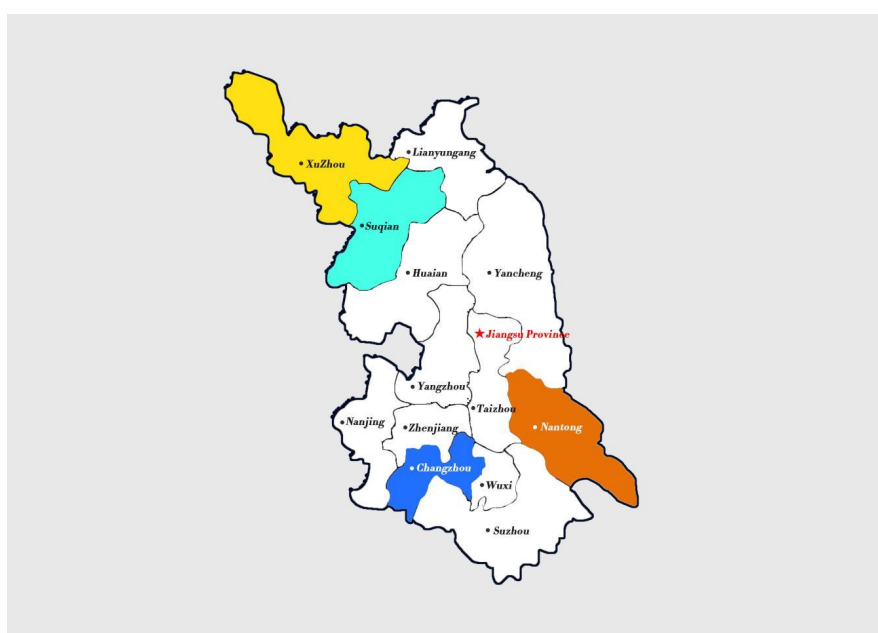 Lianyungang
XuZhou
Suqian
Huaian
Yancheng
Jiangsu Province
Yangzhou
Taizhou
Nanjing
Zhenjiang
Nantong
Changzhou
Wuxi
Suzhou